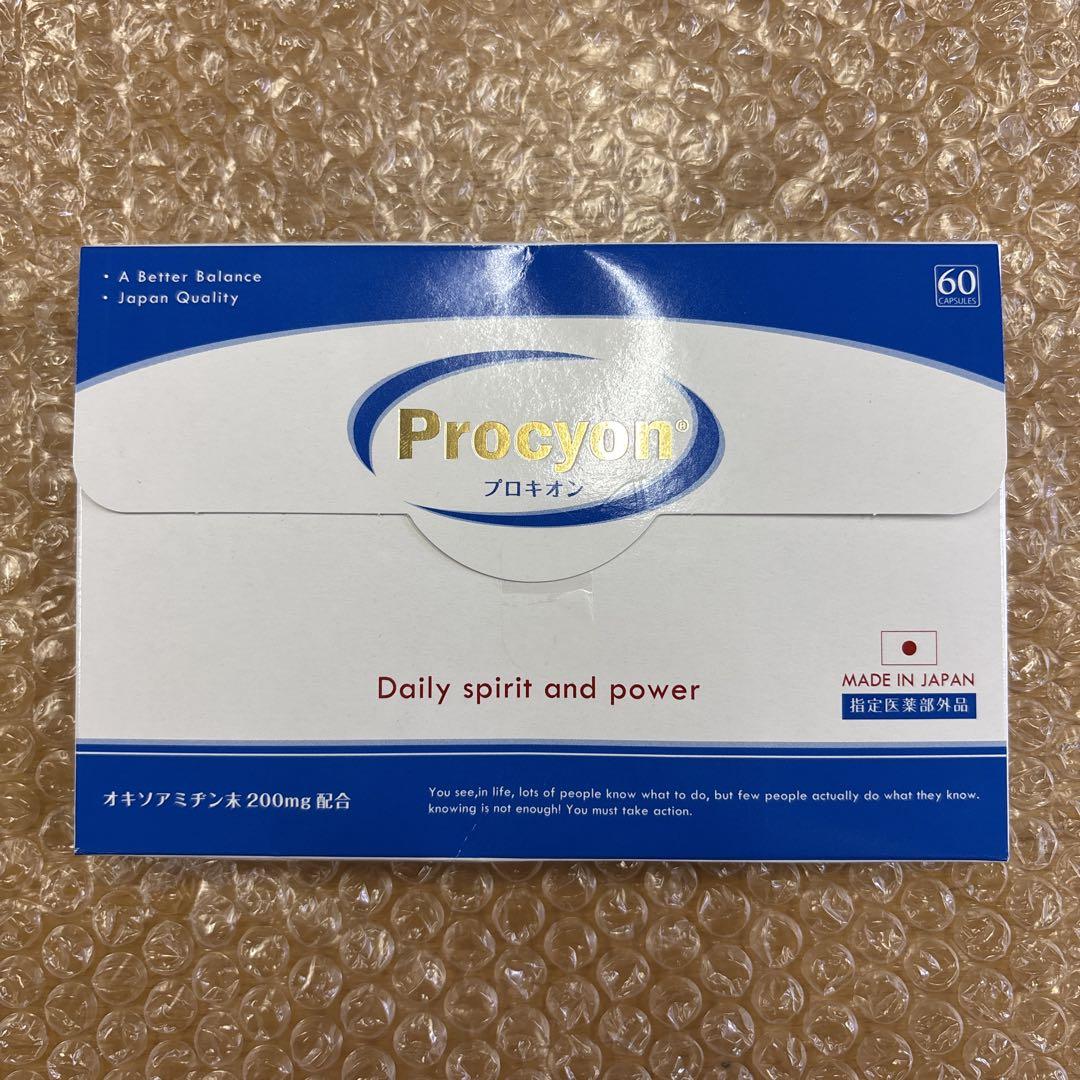 ・A Better Balance
・Japan Quality
60
CAPSULES
Procyon®
プロキオン
Daily spirit and power
MADE IN JAPAN
指定医薬部外品
オキソアミヂン末200mg配合
You see,in life, lots of people know what to do, but few people actually do what they know.
knowing is not enough! You must take action.